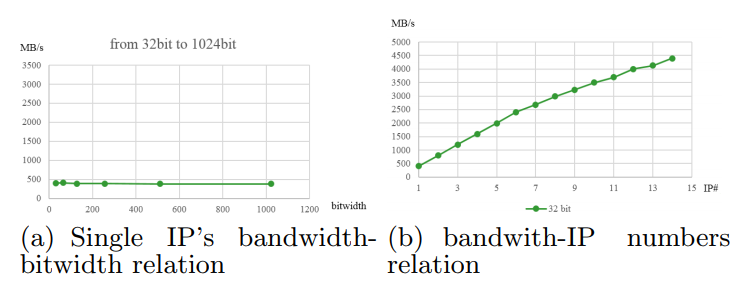 MB/s
from 32bit to 1024bit
3500
3000
2500
2000
1500
1000
500
0
0 200 400 600 800 1000 1200 bitwidth
(a) Single IP's bandwidth-
bitwidth relation
MB/s
5000
4500
4000
3500
3000
2500
2000
1500
1000
500
0
1 3 5 7 9 11 13 15 IP#
32 bit
(b) bandwith-IP numbers
relation